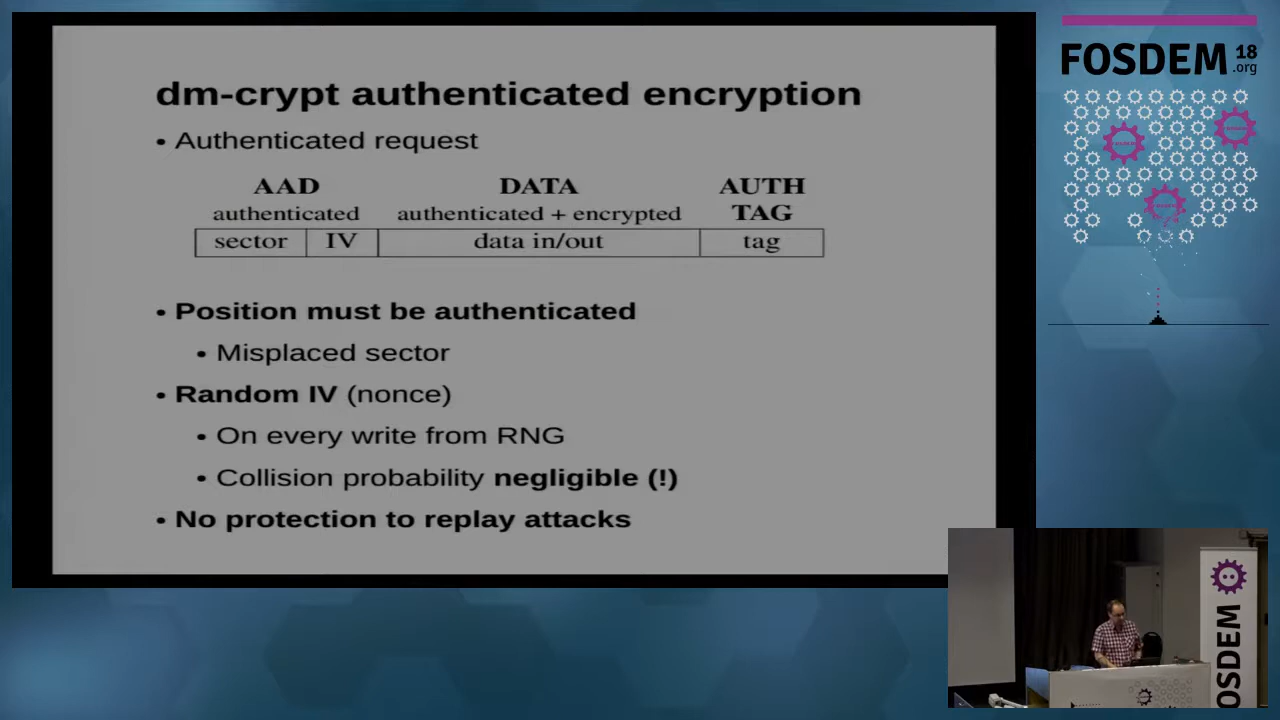 dm-crypt authenticated encryption
• Authenticated request
AAD DATA AUTH
authenticated authenticated + encrypted TAG
sector IV data in/out tag
• Position must be authenticated
• Misplaced sector
• Random IV (nonce)
• On every write from RNG
• Collision probability negligible (!)
• No protection to replay attacks
FOSDEM 18
.org
FOSDEM